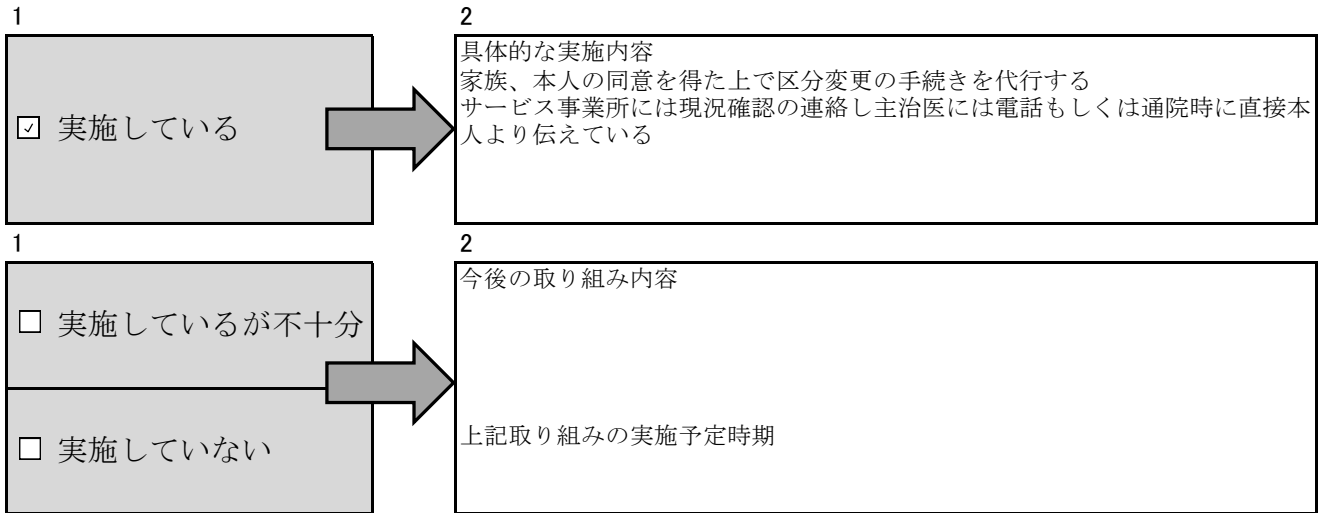 1
2
実施している
具体的な実施内容
家族、本人の同意を得た上で区分変更の手続きを代行する
サービス事業所には現況確認の連絡し主治医には電話もしくは通院時に直接本
人より伝えている
1
2
実施しているが不十分
実施していない
今後の取り組み内容
上記取り組みの実施予定時期